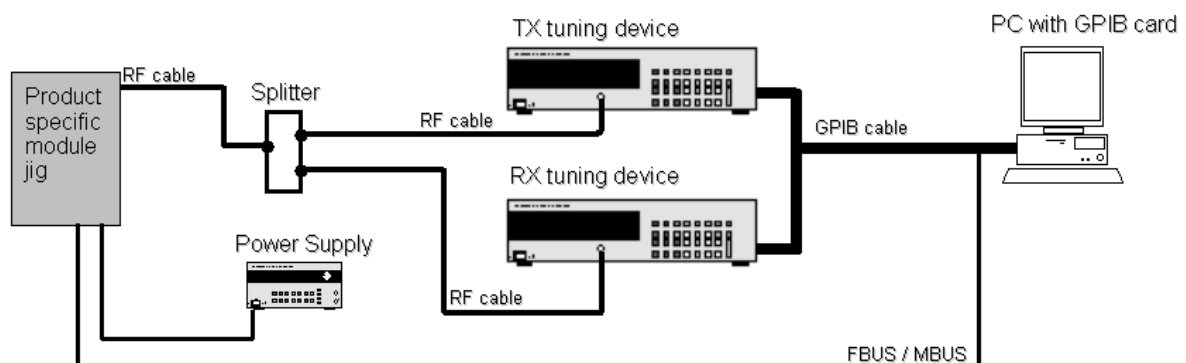 TX tuning device
PC with GPIB card
RF cable
Splitter
Product
specific
module
jig
RF cable
GPIB cable
RX tuning device
Power Supply
RF cable
FBUS / MBUS